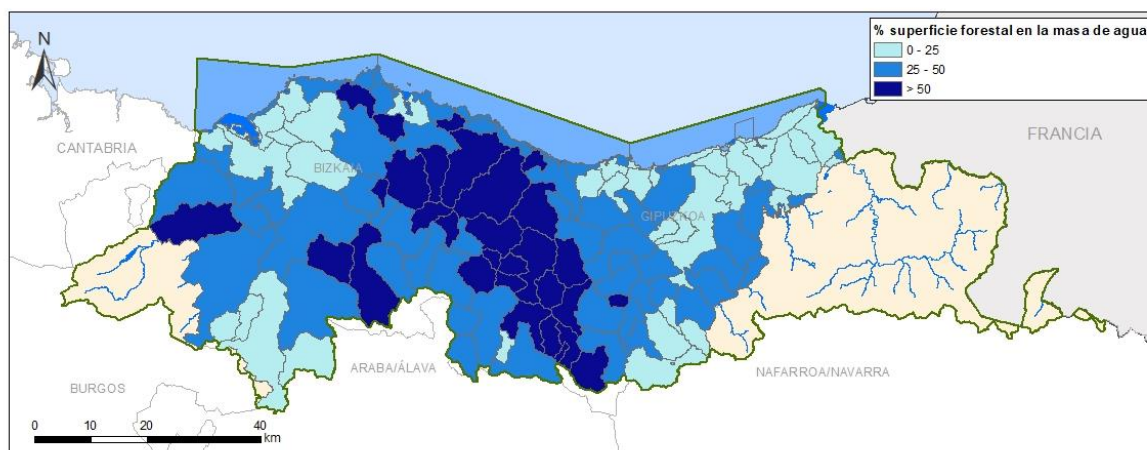 % superficie forestal en la masa de agua
0 - 25
25 - 50
> 50
N
CANTABRIA
BIZKAIA
GIPUZKOA
FRANCIA
BURGOS
ARABA/ÁLAVA
NAFARROA/NAVARRA
0 10 20 40
km